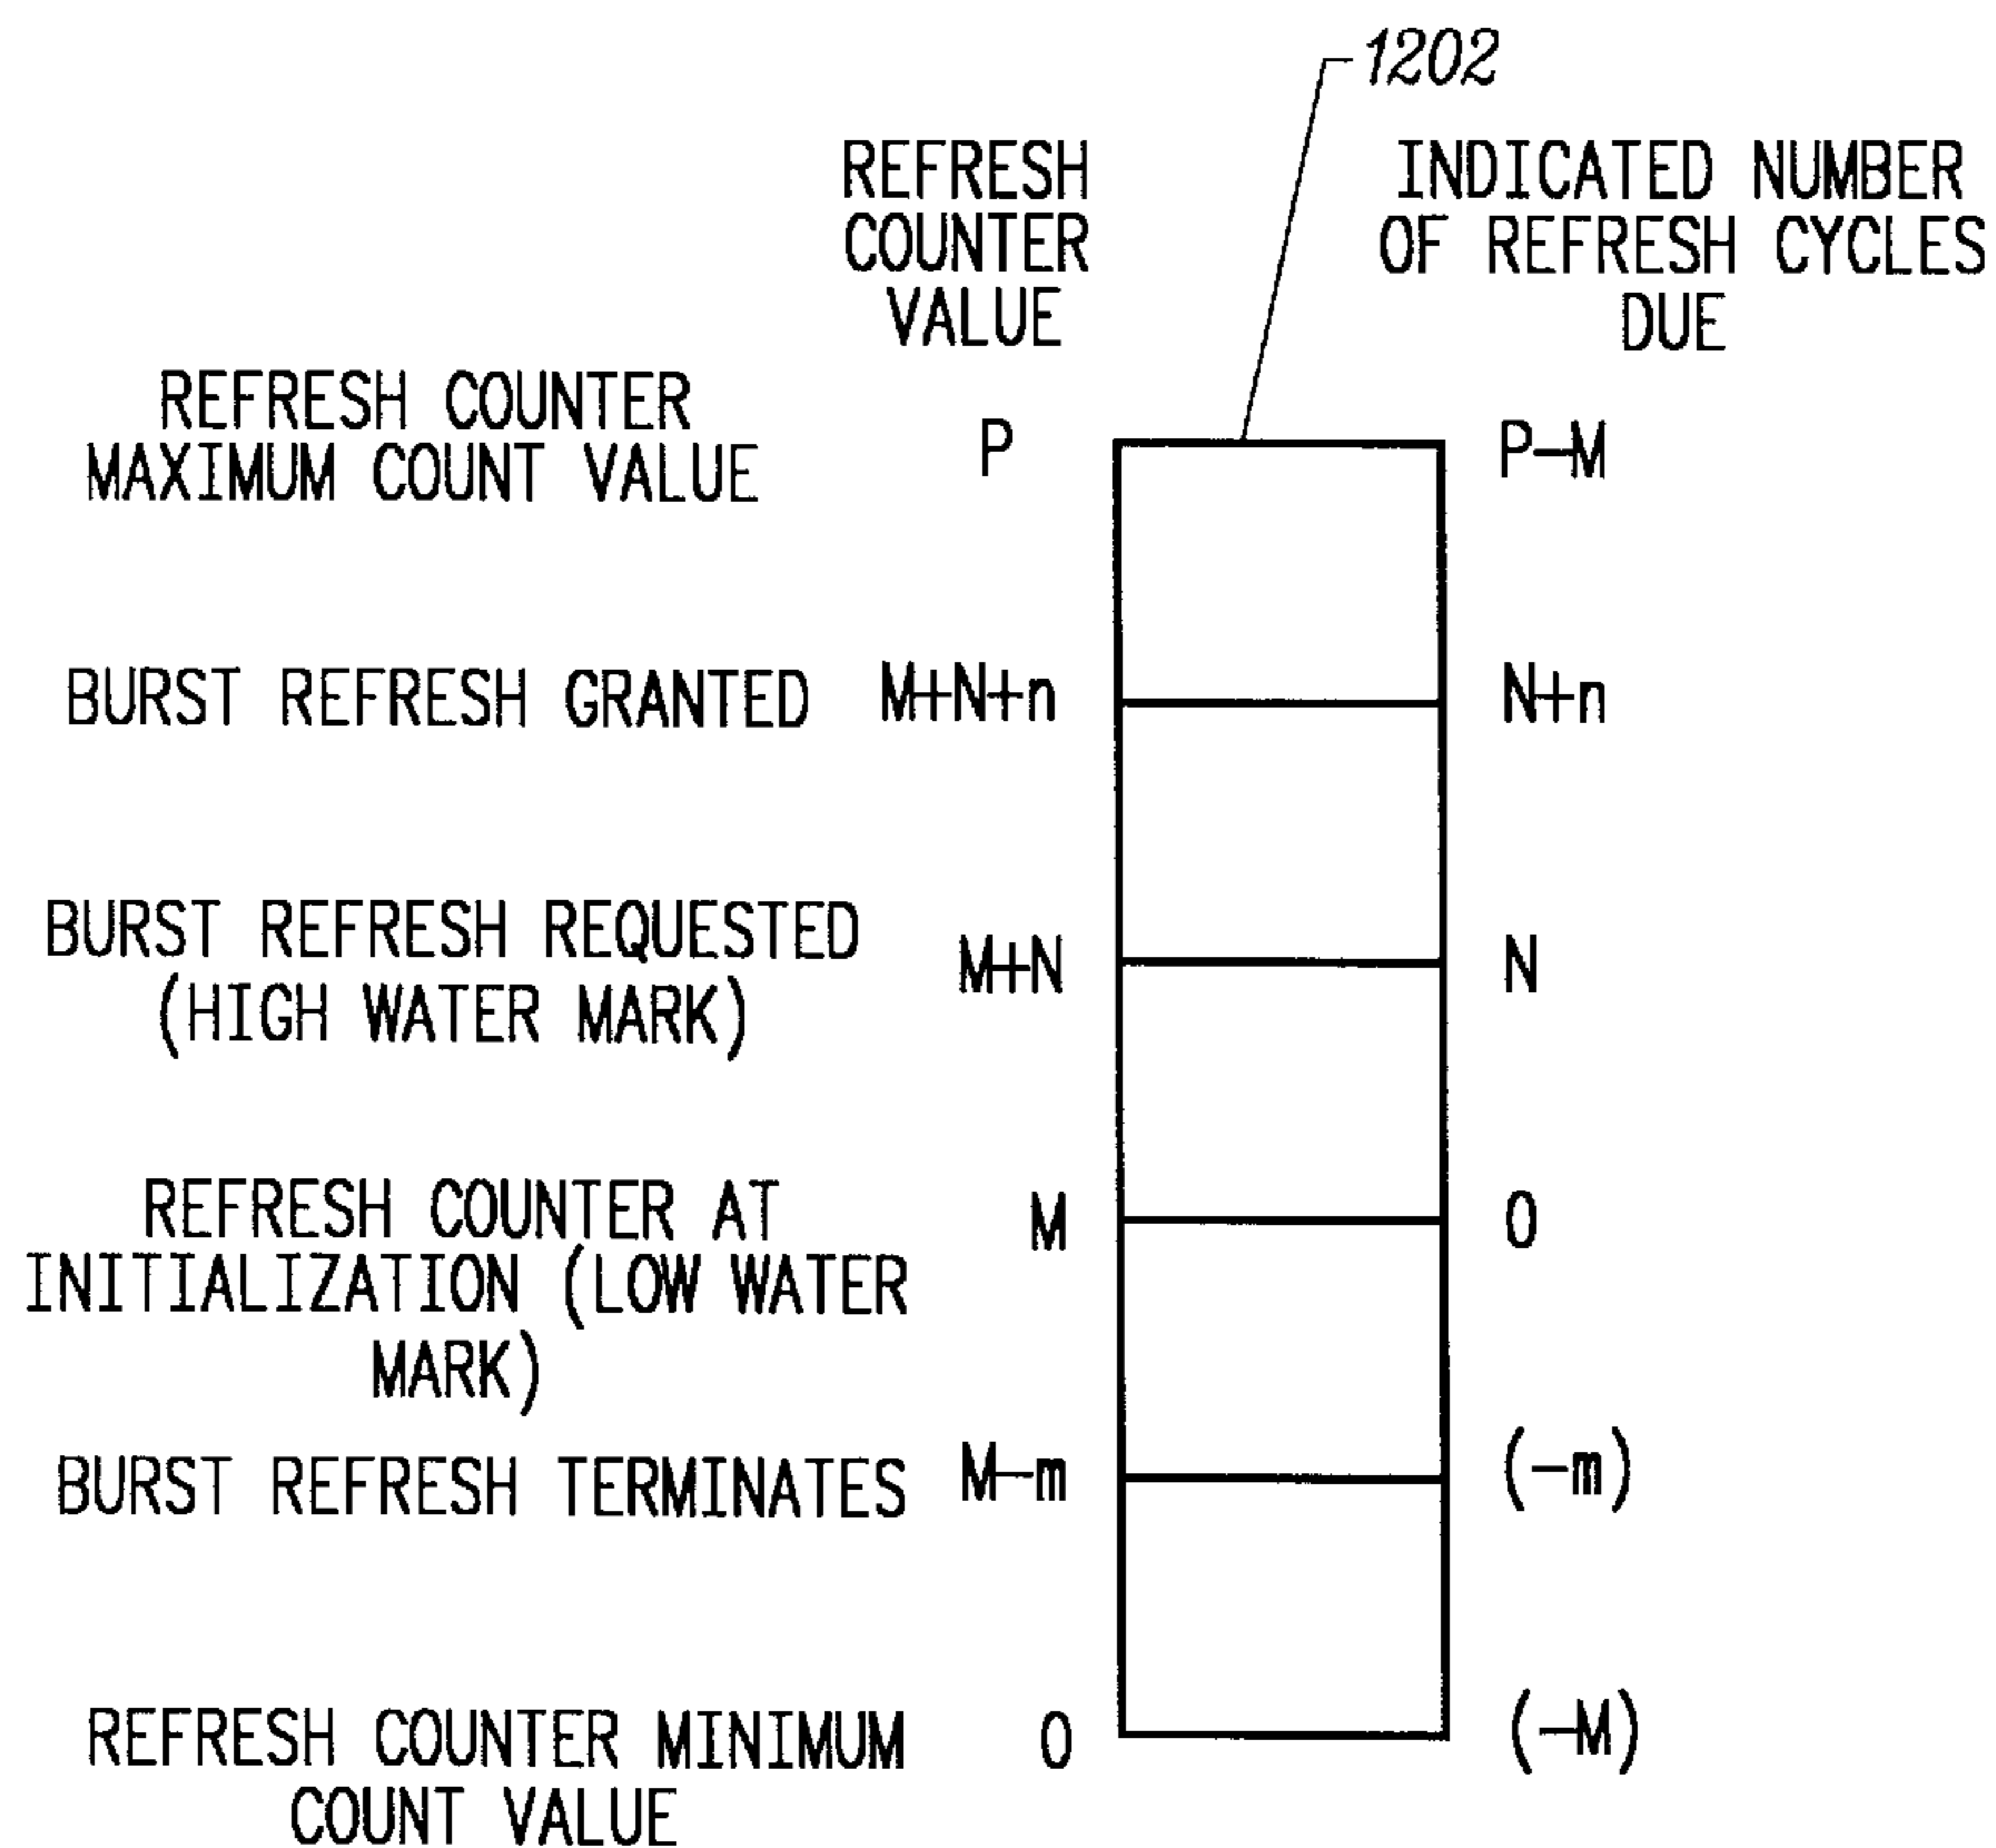 1202
REFRESH
COUNTER
VALUE
INDICATED NUMBER
OF REFRESH CYCLES
DUE
REFRESH COUNTER
MAXIMUM COUNT VALUE
P
P-M
BURST REFRESH GRANTED
M+N+n
N+n
BURST REFRESH REQUESTED
(HIGH WATER MARK)
M+N
N
REFRESH COUNTER AT
INITIALIZATION (LOW WATER
MARK)
M
0
BURST REFRESH TERMINATES
M-m
(-m)
REFRESH COUNTER MINIMUM
COUNT VALUE
0
(-M)